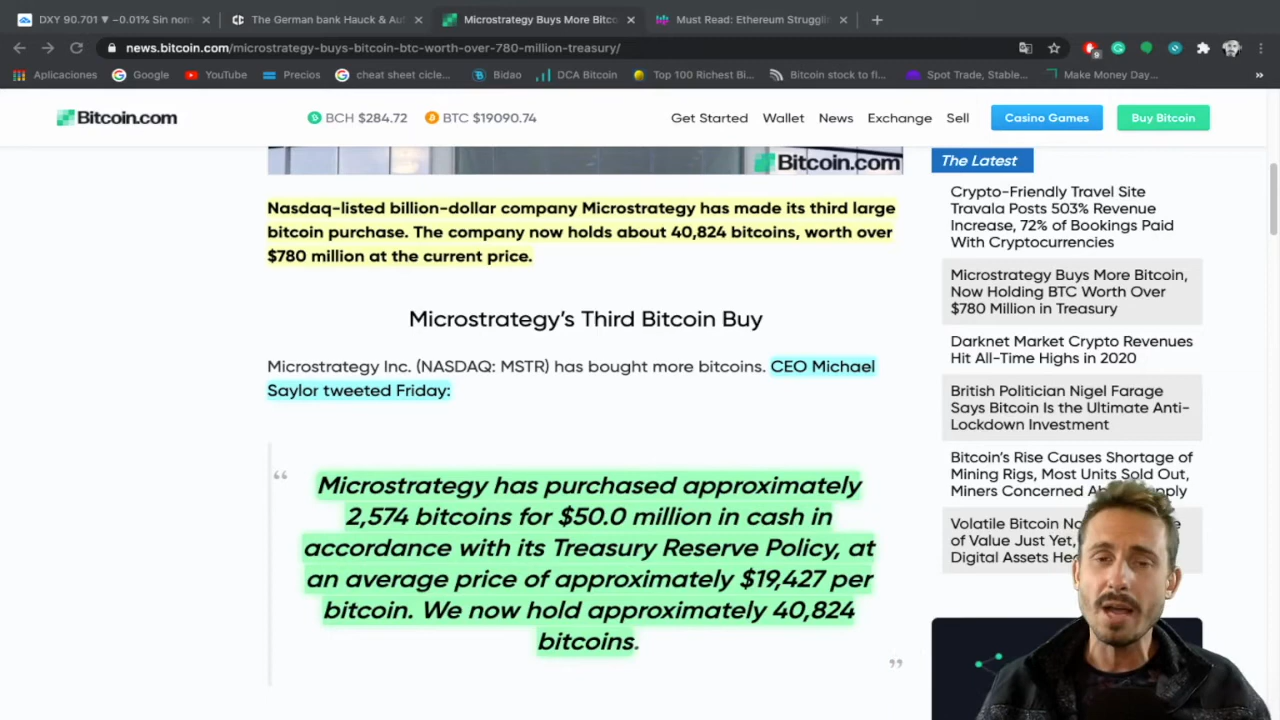 DXY 90.701 ▼ −0.01% Sin nom
The German bank Hauck & Au
Microstrategy Buys More Bitco
Must Read: Ethereum Strugglin
news.bitcoin.com/microstrategy-buys-bitcoin-btc-worth-over-780-million-treasury/
9
Aplicaciones
Google
YouTube
Precios
cheat sheet cicle...
Bidao
DCA Bitcoin
Top 100 Richest Bi...
Bitcoin stock to fl...
Spot Trade, Stable...
Make Money Day...
»
Bitcoin.com
BCH $284.72
BTC $19090.74
Get Started
Wallet
News
Exchange
Sell
Casino Games
Buy Bitcoin
Bitcoin.com
Nasdaq-listed billion-dollar company Microstrategy has made its third large
bitcoin purchase. The company now holds about 40,824 bitcoins, worth over
$780 million at the current price.
Microstrategy's Third Bitcoin Buy
Microstrategy Inc. (NASDAQ: MSTR) has bought more bitcoins. CEO Michael
Saylor tweeted Friday:
“
Microstrategy has purchased approximately
2,574 bitcoins for $50.0 million in cash in
accordance with its Treasury Reserve Policy, at
an average price of approximately $19,427 per
bitcoin. We now hold approximately 40,824
bitcoins.
”
The Latest
Crypto-Friendly Travel Site
Travala Posts 503% Revenue
Increase, 72% of Bookings Paid
With Cryptocurrencies
Microstrategy Buys More Bitcoin,
Now Holding BTC Worth Over
$780 Million in Treasury
Darknet Market Crypto Revenues
Hit All-Time Highs in 2020
British Politician Nigel Farage
Says Bitcoin Is the Ultimate Anti-
Lockdown Investment
Bitcoin's Rise Causes Shortage of
Mining Rigs, Most Units Sold Out,
Miners Concerned
Volatile Bitcoin
of Value Just Yet,
Digital Assets